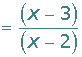 = (x - 3) / (x - 2)